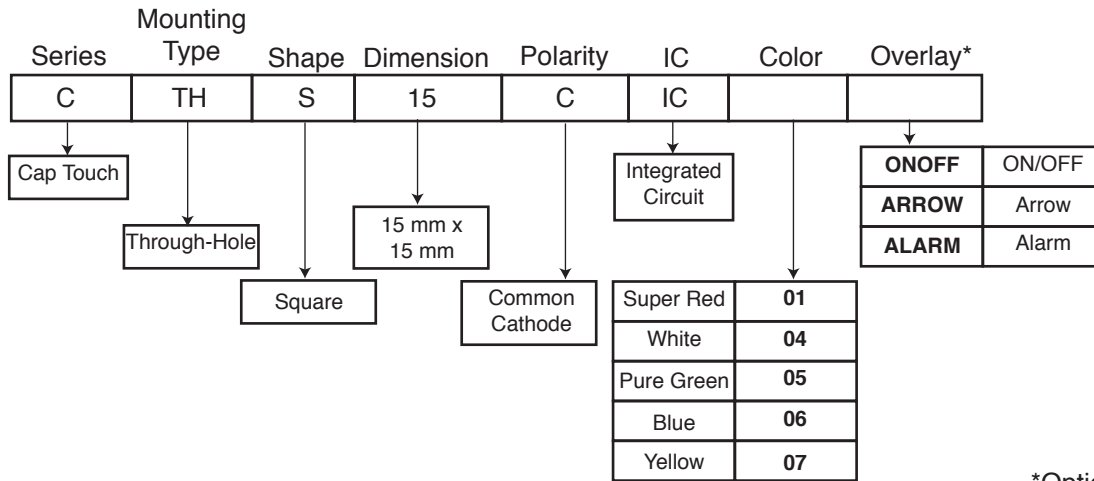 Mounting
Series Type Shape Dimension Polarity IC Color Overlay*
C TH S 15 C IC
Cap Touch
Through-Hole
Square
15 mm x
15 mm
Common
Cathode
Integrated
Circuit
Super Red 01
White 04
Pure Green 05
Blue 06
Yellow 07
ONOFF ON/OFF
ARROW Arrow
ALARM Alarm